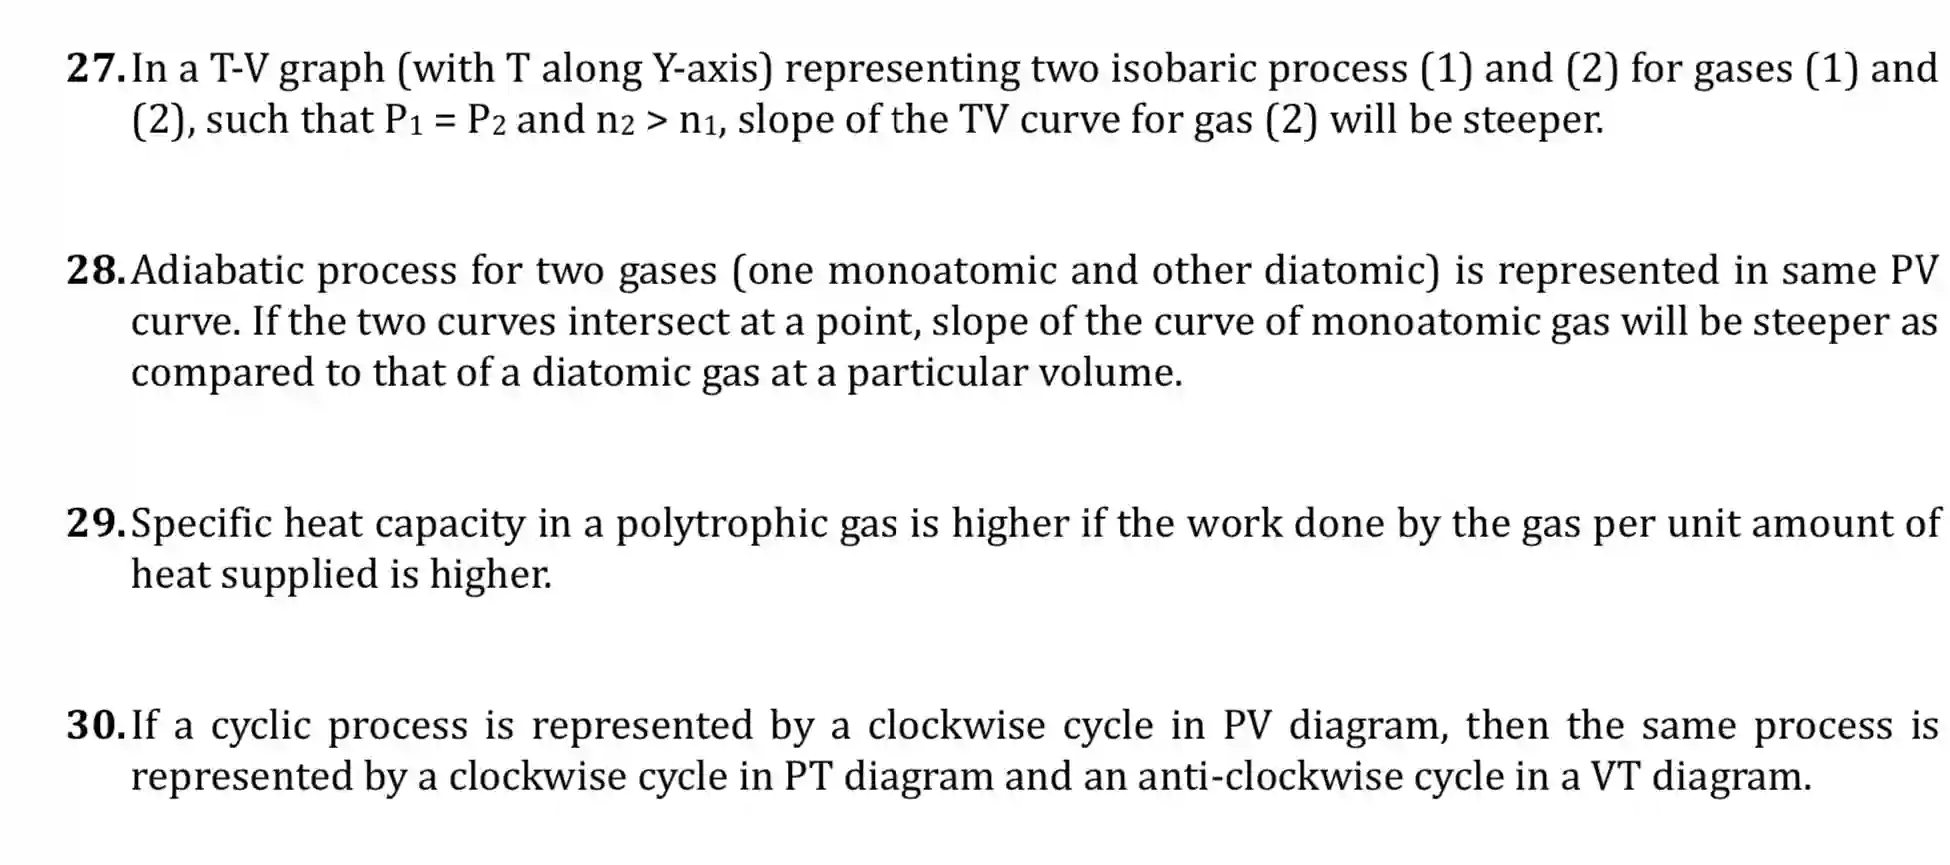 27. In a T-V graph (with T along Y-axis) representing two isobaric process (1) and (2) for gases (1) and
(2), such that P₁ = P₂ and n₂ > n₁, slope of the TV curve for gas (2) will be steeper.
28. Adiabatic process for two gases (one monoatomic and other diatomic) is represented in same PV
curve. If the two curves intersect at a point, slope of the curve of monoatomic gas will be steeper as
compared to that of a diatomic gas at a particular volume.
29. Specific heat capacity in a polytrophic gas is higher if the work done by the gas per unit amount of
heat supplied is higher.
30. If a cyclic process is represented by a clockwise cycle in PV diagram, then the same process is
represented by a clockwise cycle in PT diagram and an anti-clockwise cycle in a VT diagram.